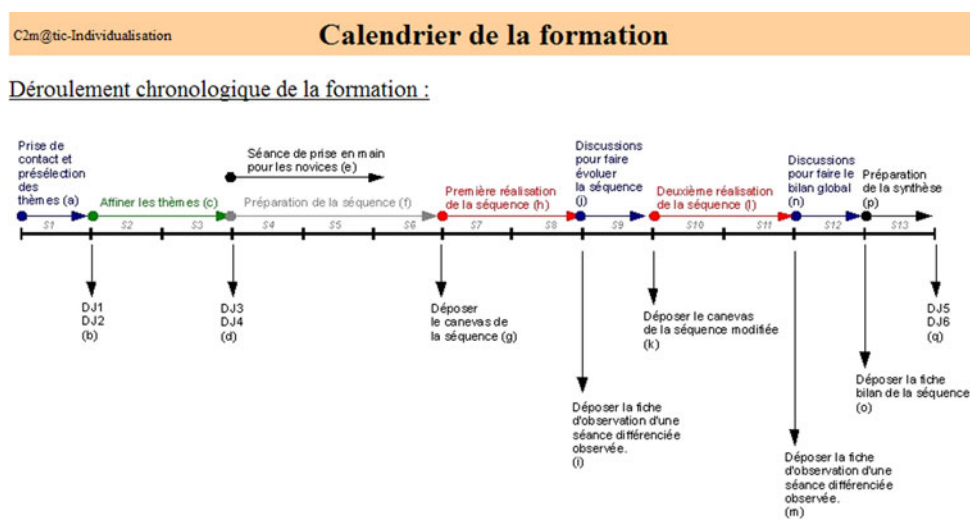 C2m@tic-Individualisation
Calendrier de la formation
Déroulement chronologique de la formation :
Prise de
contact et
présélection
des
thèmes (a)
Affiner les thèmes (c)
Séance de prise en main
pour les novices (e)
Préparation de la séquence (f)
Première réalisation
de la séquence (h)
Discussions
pour faire
évoluer
la séquence (j)
Deuxième réalisation
de la séquence (l)
Discussions
pour faire le
bilan global
(n)
Préparation
de la synthèse
(p)
S1 S2 S3 S4 S5 S6 S7 S8 S9 S10 S11 S12 S13
DJ1
DJ2
(b)
DJ3
DJ4
(d)
Déposer
le canevas de
la séquence (g)
Déposer la fiche
d'observation d'une
séance différenciée
observée.
(i)
Déposer le canevas
de la séquence modifiée
(k)
Déposer la fiche
d'observation d'une
séance différenciée
observée.
(m)
Déposer la fiche
bilan de la séquence
(o)
DJ5
DJ6
(q)